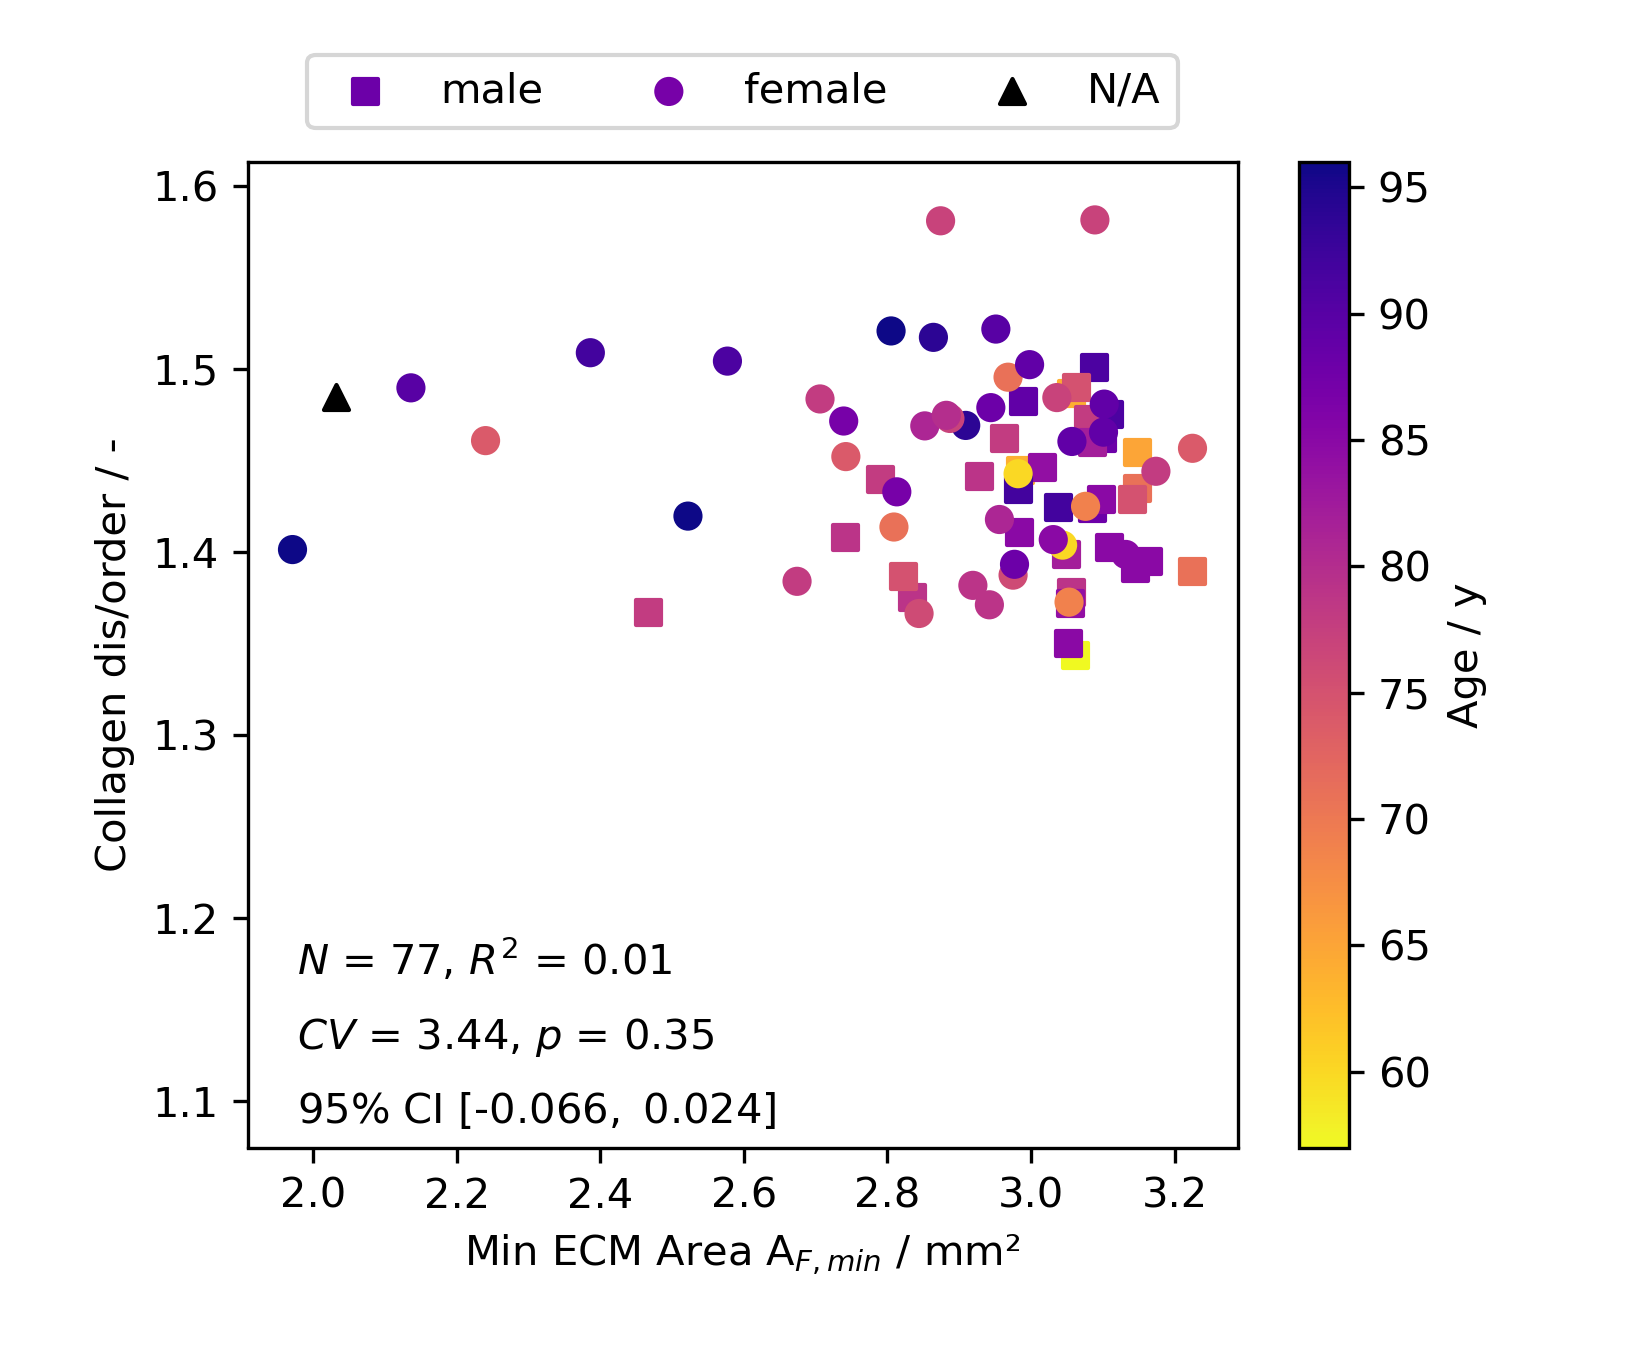 male female N/A
1.6
1.5
1.4
1.3
1.2
1.1
Collagen dis/order / -
N = 77, R² = 0.01
CV = 3.44, p = 0.35
95% CI [-0.066, 0.024]
2.0 2.2 2.4 2.6 2.8 3.0 3.2
Min ECM Area A_{F,min} / mm²
95
90
85
80
75
70
65
60
Age / y